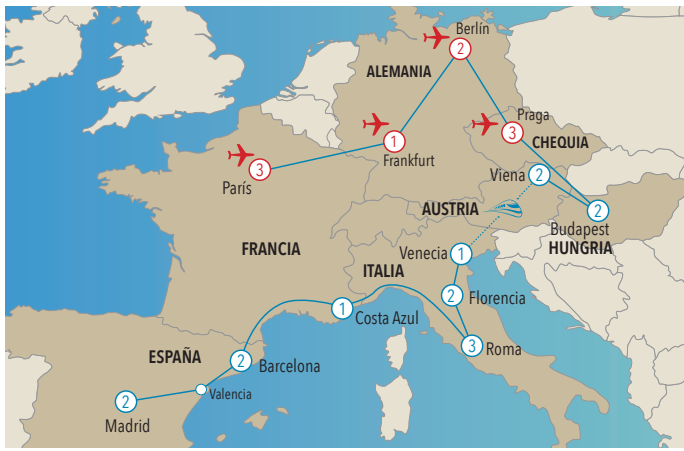 Berlín
2
ALEMANIA
Praga
3
CHEQUIA
1
Frankfurt
3
París
Viena
2
AUSTRIA
2
Budapest
HUNGRIA
FRANCIA
Venecia
1
ITALIA
2
Florencia
1
Costa Azul
3
Roma
ESPAÑA
2
Barcelona
Valencia
2
Madrid